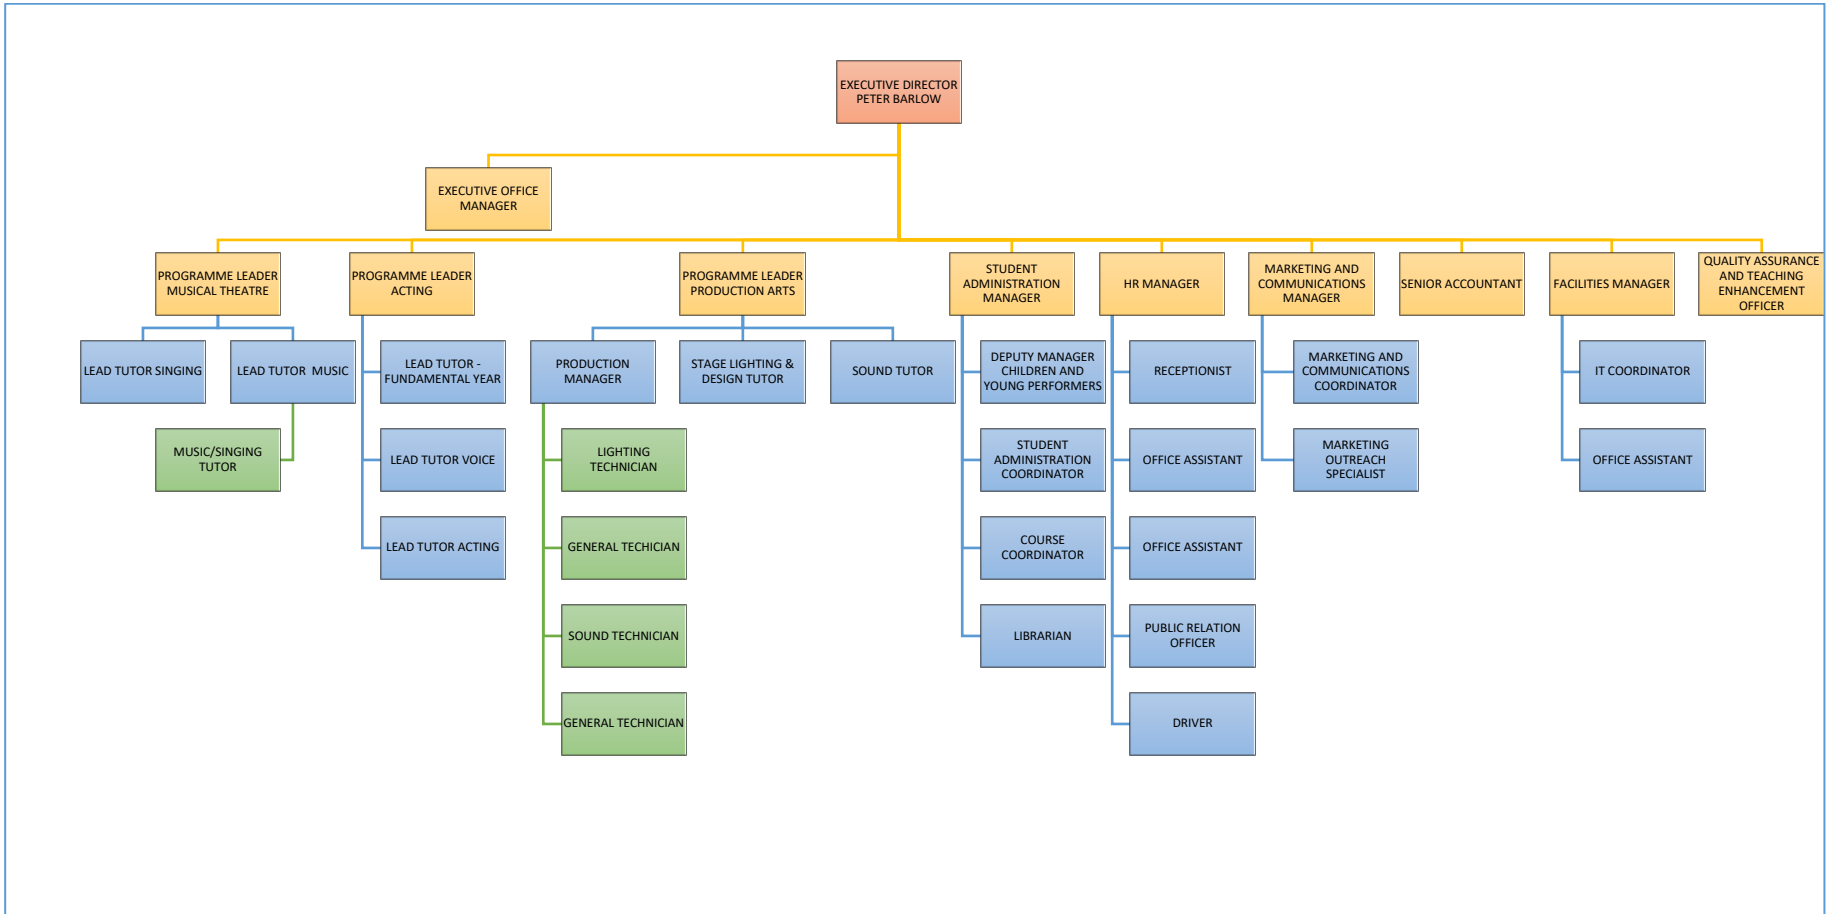 EXECUTIVE DIRECTOR
PETER BARLOW
EXECUTIVE OFFICE
MANAGER
PROGRAMME LEADER
MUSICAL THEATRE
PROGRAMME LEADER
ACTING
PROGRAMME LEADER
PRODUCTION ARTS
STUDENT
ADMINISTRATION
MANAGER
HR MANAGER
MARKETING AND
COMMUNICATIONS
MANAGER
SENIOR ACCOUNTANT
FACILITIES MANAGER
QUALITY ASSURANCE
AND TEACHING
ENHANCEMENT
OFFICER
LEAD TUTOR SINGING
LEAD TUTOR  MUSIC
LEAD TUTOR -
FUNDAMENTAL YEAR
PRODUCTION
MANAGER
STAGE LIGHTING &
DESIGN TUTOR
SOUND TUTOR
DEPUTY MANAGER
CHILDREN AND
YOUNG PERFORMERS
RECEPTIONIST
MARKETING AND
COMMUNICATIONS
COORDINATOR
IT COORDINATOR
MUSIC/SINGING
TUTOR
LEAD TUTOR VOICE
LIGHTING
TECHNICIAN
STUDENT
ADMINISTRATION
COORDINATOR
OFFICE ASSISTANT
MARKETING
OUTREACH
SPECIALIST
OFFICE ASSISTANT
LEAD TUTOR ACTING
GENERAL TECHICIAN
COURSE
COORDINATOR
OFFICE ASSISTANT
SOUND TECHNICIAN
LIBRARIAN
PUBLIC RELATION
OFFICER
GENERAL TECHNICIAN
DRIVER